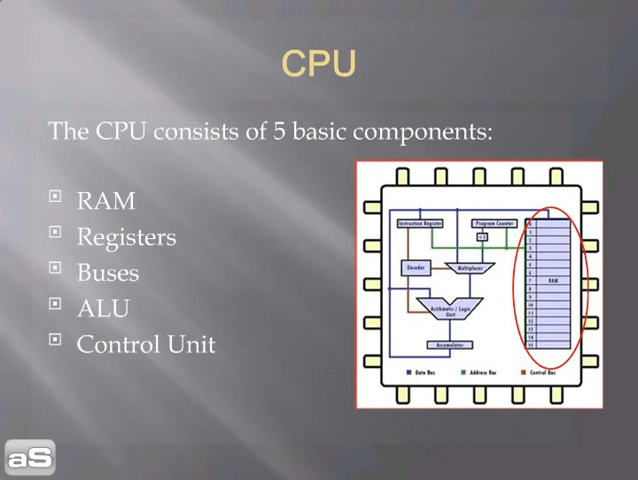 CPU
The CPU consists of 5 basic components:
RAM
Registers
Buses
ALU
Control Unit
Instruction Register
Program Counter
+1
Decoder
Multiplexer
Arithmetic / Logic
Unit
Accumulator
RAM
Data Bus
Address Bus
Control Bus
aS